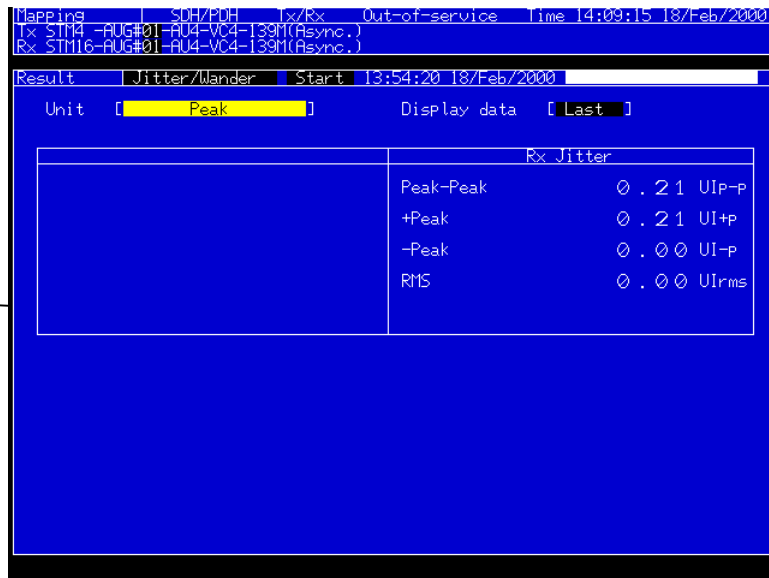 Mapping SDH/PDH Tx/Rx Out-of-service Time 14:09:15 18/Feb/2000
Tx STM4 -AUG#01-AU4-VC4-139M(Async.)
Rx STM16-AUG#01-AU4-VC4-139M(Async.)
Result Jitter/Wander Start 13:54:20 18/Feb/2000
Unit [ Peak ] Display data [ Last ]
Rx Jitter
Peak-Peak 0.21 UIp-p
+Peak 0.21 UI+p
-Peak 0.00 UI-p
RMS 0.00 UIrms